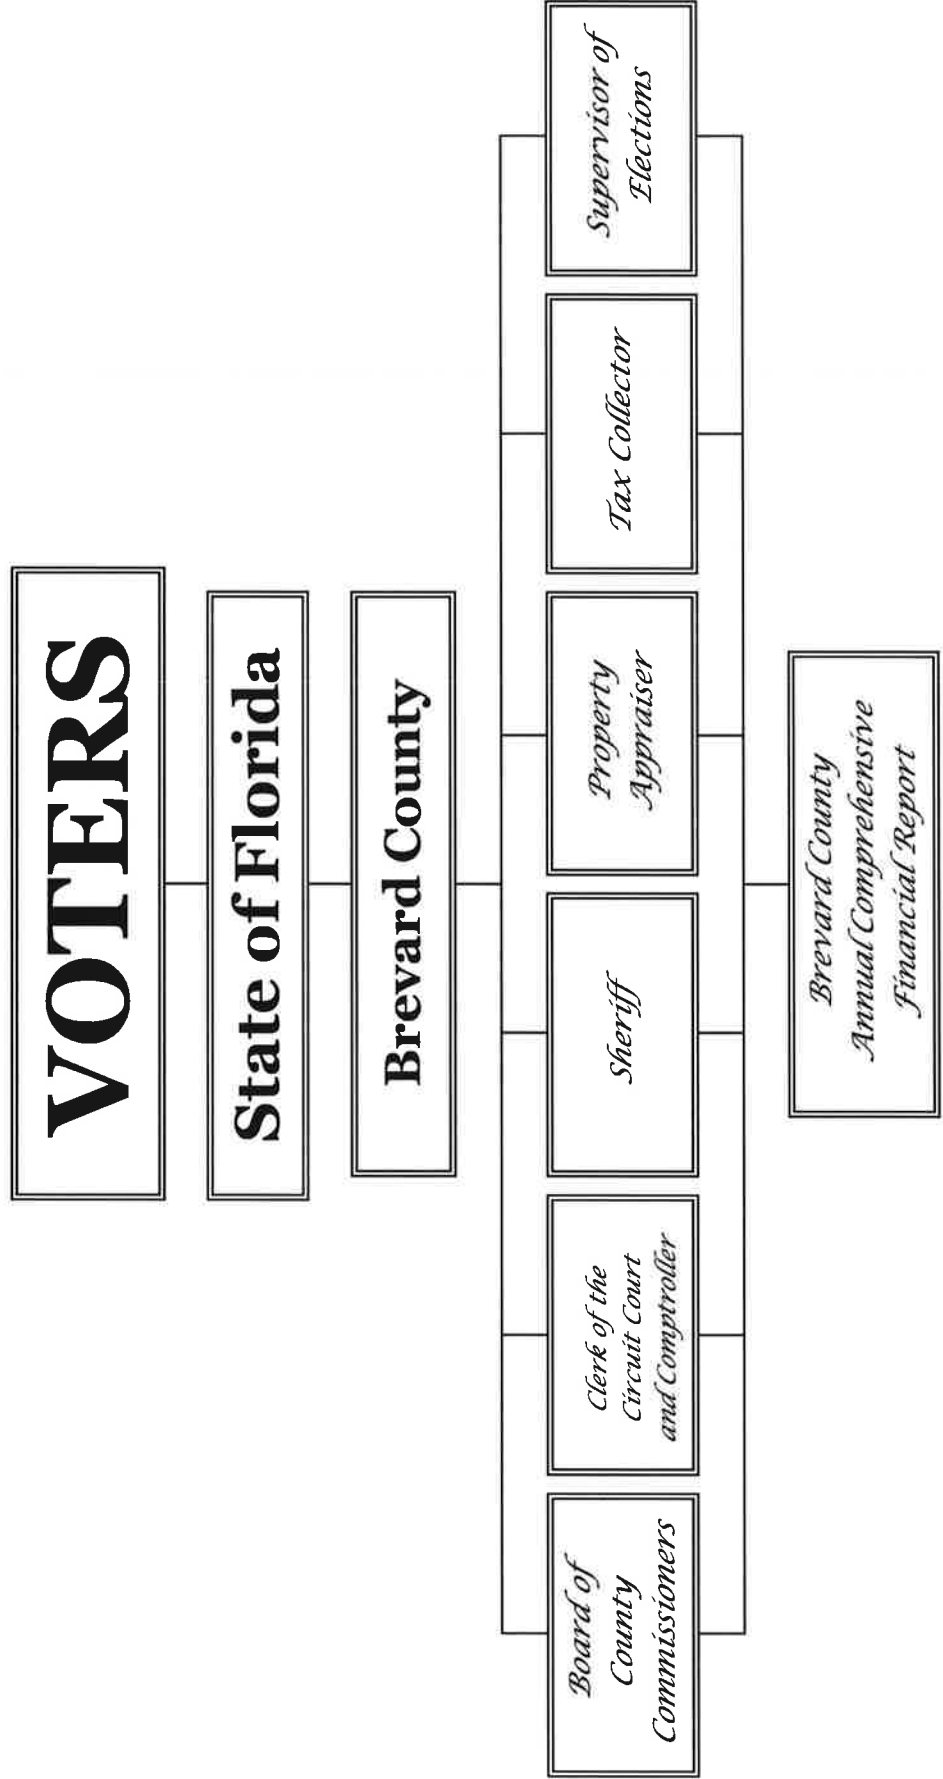 VOTERS
State of Florida
Brevard County
Board of
County
Commissioners
Clerk of the
Circuit Court
and Comptroller
Sheriff
Property
Appraiser
Tax Collector
Supervisor of
Elections
Brevard County
Annual Comprehensive
Financial Report